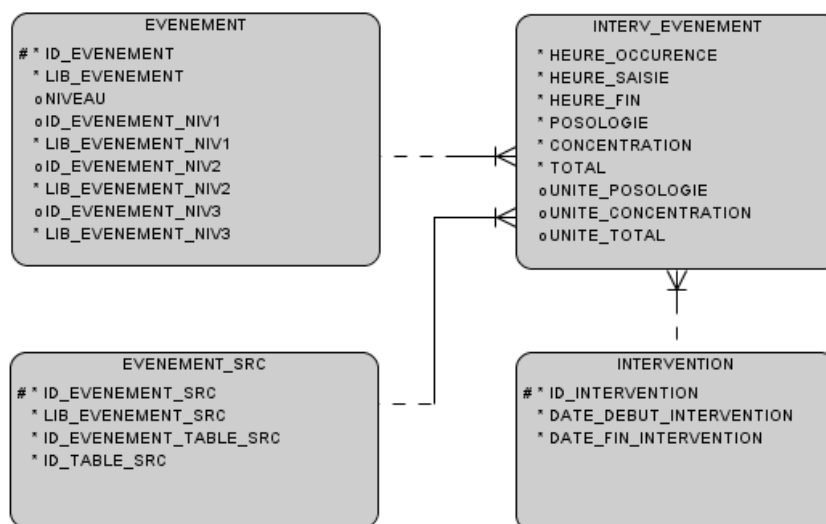 EVENEMENT
# * ID_EVENEMENT
* LIB_EVENEMENT
o NIVEAU
o ID_EVENEMENT_NIV1
* LIB_EVENEMENT_NIV1
o ID_EVENEMENT_NIV2
* LIB_EVENEMENT_NIV2
o ID_EVENEMENT_NIV3
* LIB_EVENEMENT_NIV3
INTERV_EVENEMENT
* HEURE_OCCURENCE
* HEURE_SAISIE
* HEURE_FIN
* POSOLOGIE
* CONCENTRATION
* TOTAL
o UNITE_POSOLOGIE
o UNITE_CONCENTRATION
o UNITE_TOTAL
EVENEMENT_SRC
# * ID_EVENEMENT_SRC
* LIB_EVENEMENT_SRC
* ID_EVENEMENT_TABLE_SRC
* ID_TABLE_SRC
INTERVENTION
# * ID_INTERVENTION
* DATE_DEBUT_INTERVENTION
* DATE_FIN_INTERVENTION